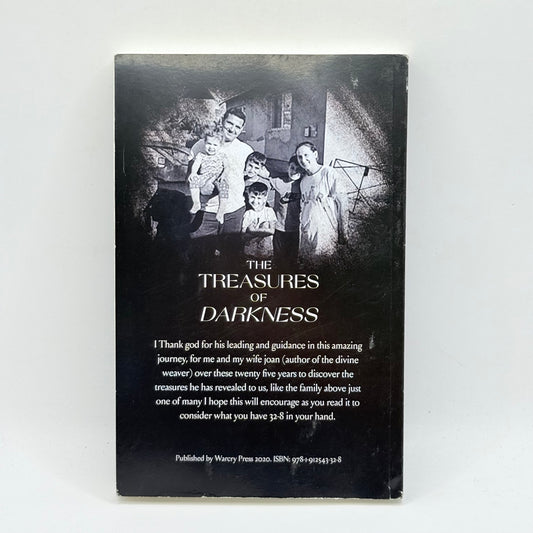 THE
TREASURES
OF
DARKNESS
I Thank god for his leading and guidance in this amazing
journey, for me and my wife joan (author of the divine
weaver) over these twenty five years to discover the
treasures he has revealed to us, like the family above just
one of many I hope this will encourage as you read it to
consider what you have 32-8 in your hand.
Published by Warcry Press 2020. ISBN: 978-1-912543-32-8